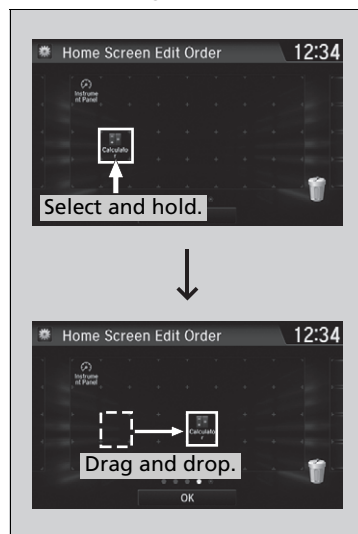 Home Screen Edit Order 12:34
Instrume
nt Panel
Calculato
r
Select and hold.
Home Screen Edit Order 12:34
Instrume
nt Panel
Calculato
r
Drag and drop.
OK